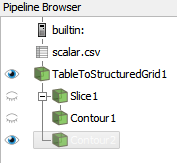 Pipeline Browser
builtin:
scalar.csv
TableToStructuredGrid1
Slice1
Contour1
Contour2